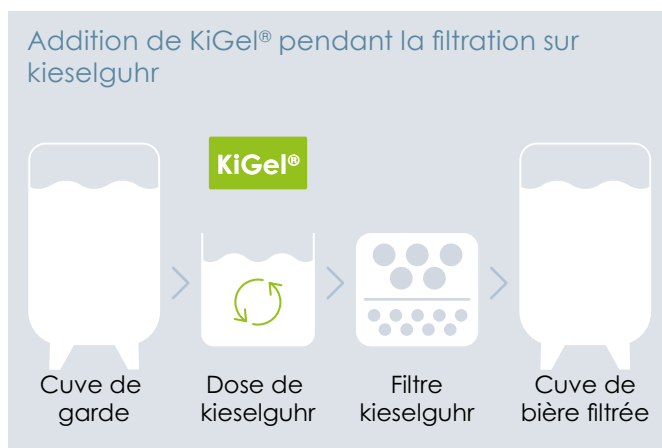 Addition de KiGel® pendant la filtration sur
kieselguhr
KiGel®
Cuve de
garde
Dose de
kieselguhr
Filtre
kieselguhr
Cuve de
bière filtrée